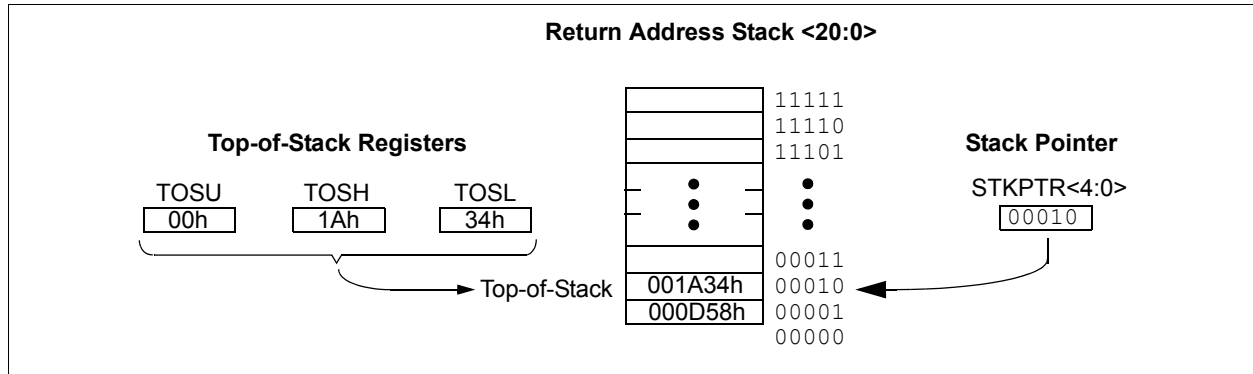 Return Address Stack <20:0>
11111
11110
11101
Top-of-Stack Registers
Stack Pointer
TOSU TOSH TOSL
00h 1Ah 34h
STKPTR<4:0>
00010
00011
Top-of-Stack 001A34h 00010
000D58h 00001
00000